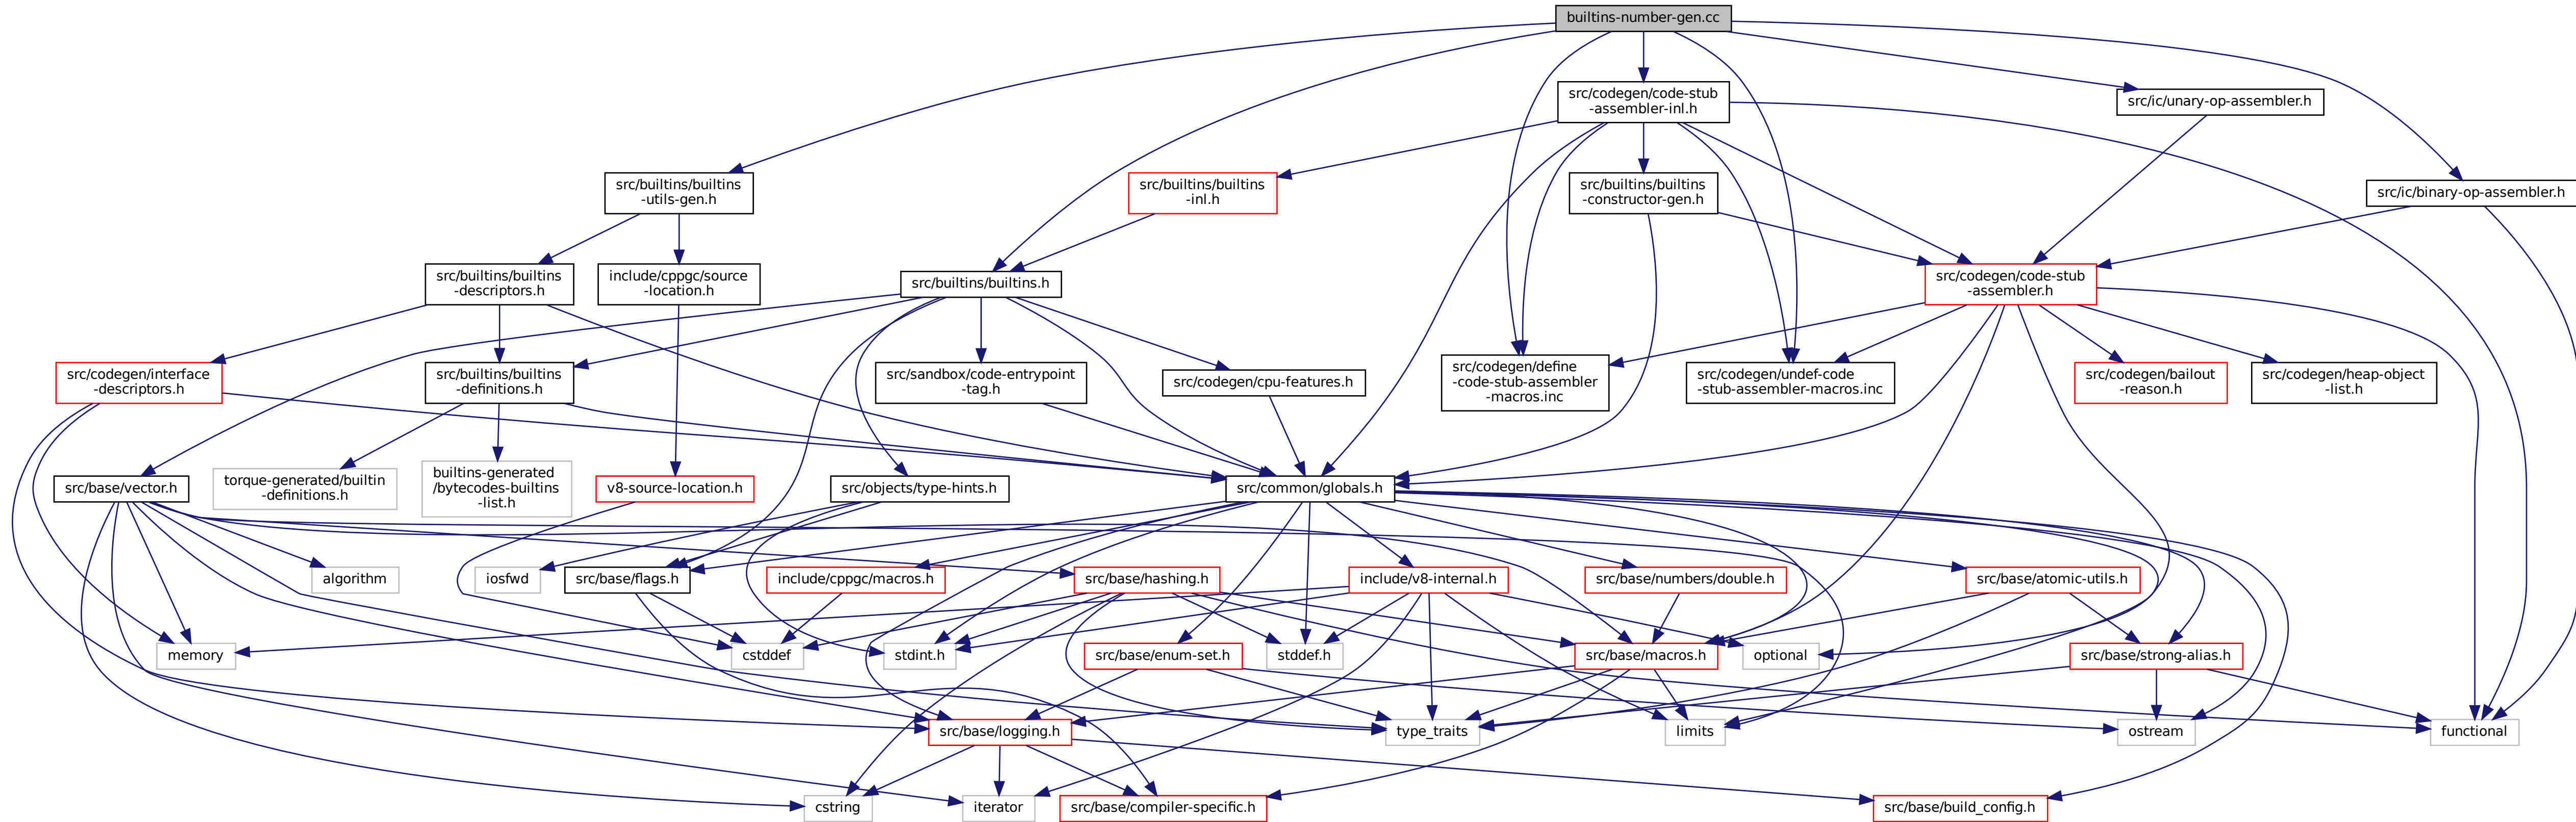 builtins-number-gen.cc
src/codegen/code-stub
-assembler-inl.h
src/ic/unary-op-assembler.h
src/builtins/builtins
-utils-gen.h
src/builtins/builtins
-inl.h
src/builtins/builtins
-constructor-gen.h
src/ic/binary-op-assembler.h
src/builtins/builtins
-descriptors.h
include/cppgc/source
-location.h
src/builtins/builtins.h
src/codegen/code-stub
-assembler.h
src/codegen/interface
-descriptors.h
src/builtins/builtins
-definitions.h
src/sandbox/code-entrypoint
-tag.h
src/codegen/cpu-features.h
src/codegen/define
-code-stub-assembler
-macros.inc
src/codegen/undef-code
-stub-assembler-macros.inc
src/codegen/bailout
-reason.h
src/codegen/heap-object
-list.h
src/base/vector.h
torque-generated/builtin
-definitions.h
builtins-generated
/bytecodes-builtins
-list.h
v8-source-location.h
src/objects/type-hints.h
src/common/globals.h
algorithm
iosfwd
src/base/flags.h
include/cppgc/macros.h
src/base/hashing.h
include/v8-internal.h
src/base/numbers/double.h
src/base/atomic-utils.h
memory
cstddef
stdint.h
src/base/enum-set.h
stddef.h
src/base/macros.h
optional
src/base/strong-alias.h
src/base/logging.h
type_traits
limits
ostream
functional
cstring
iterator
src/base/compiler-specific.h
src/base/build_config.h